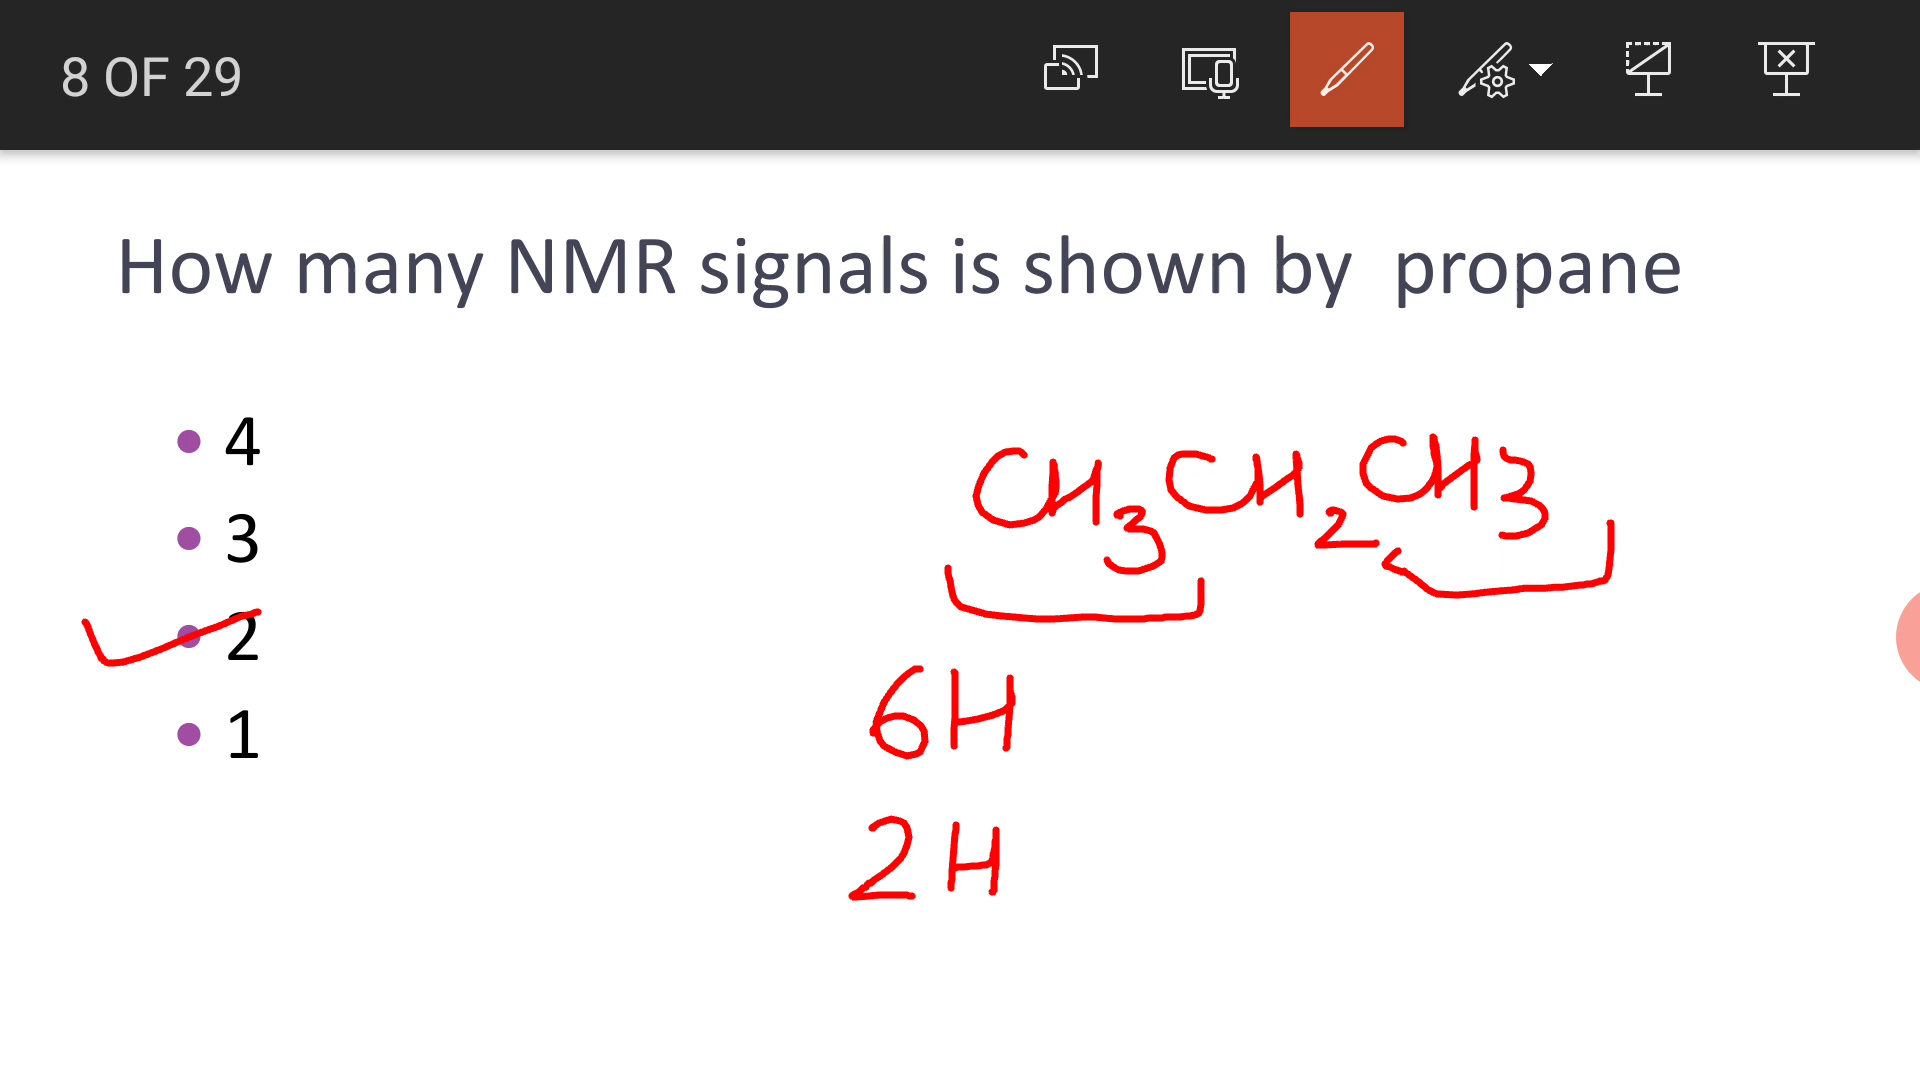 8 OF 29
How many NMR signals is shown by propane
• 4
• 3
• 2
• 1
CH3CH2CH3
6H
2H